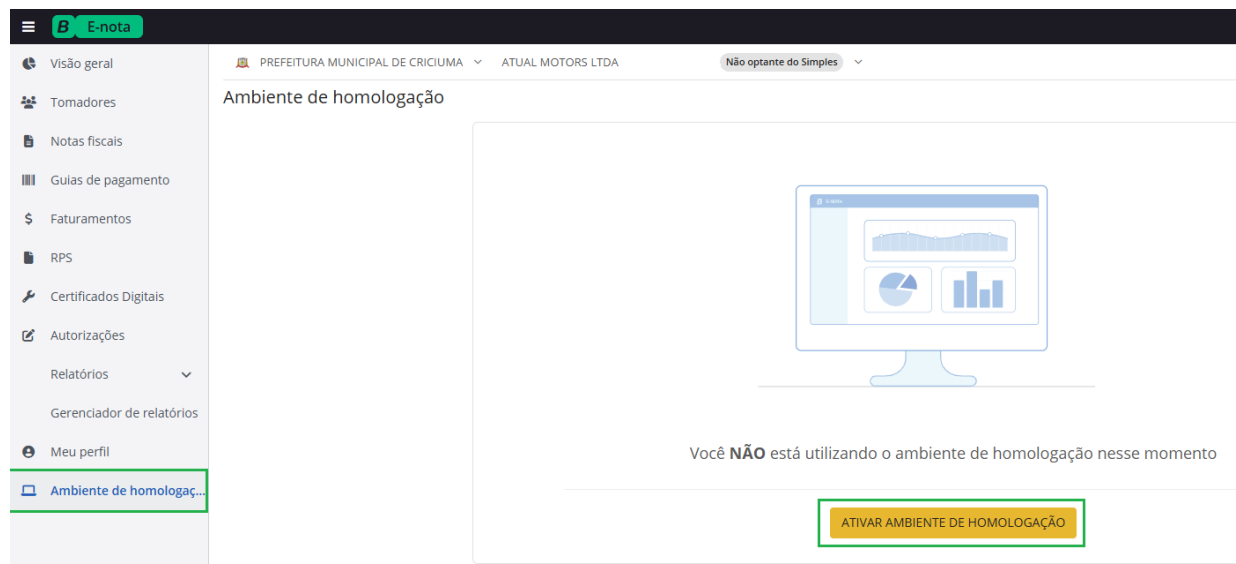 B E-nota
Visão geral
Tomadores
Notas fiscais
Guias de pagamento
Faturamentos
RPS
Certificados Digitais
Autorizações
Relatórios
Gerenciador de relatórios
Meu perfil
Ambiente de homologaç...
PREFEITURA MUNICIPAL DE CRICIUMA ATUAL MOTORS LTDA Não optante do Simples
Ambiente de homologação
Você NÃO está utilizando o ambiente de homologação nesse momento
ATIVAR AMBIENTE DE HOMOLOGAÇÃO